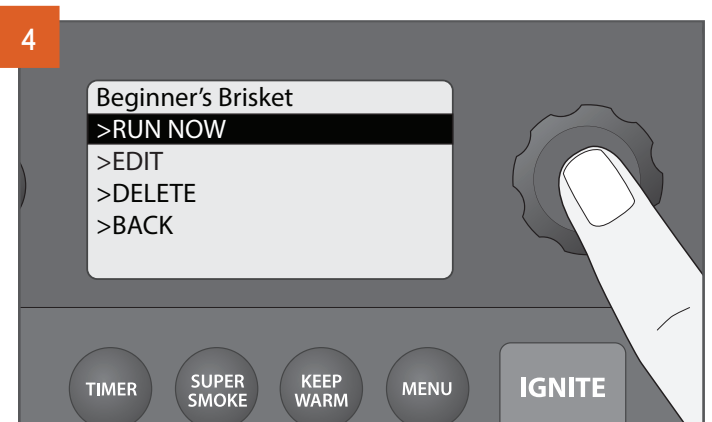 4
Beginner's Brisket
>RUN NOW
>EDIT
>DELETE
>BACK
TIMER
SUPER
SMOKE
KEEP
WARM
MENU
IGNITE